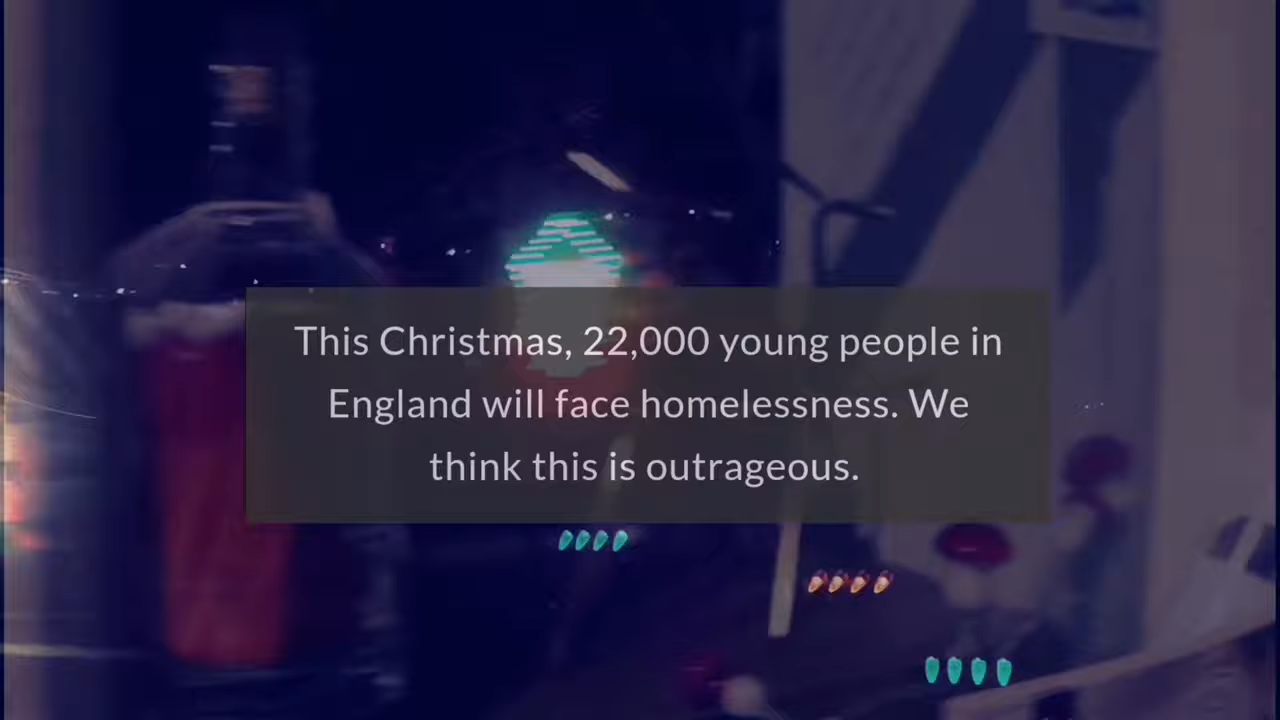 This Christmas, 22,000 young people in
England will face homelessness. We
think this is outrageous.